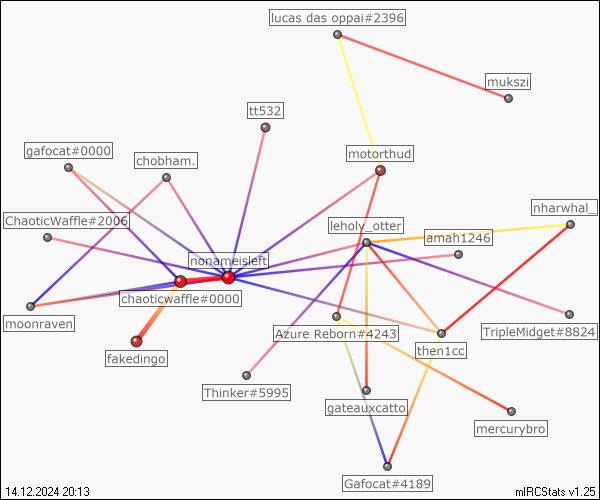 lucas das oppai#2396
mukszi
tt532
gafocat#0000
chobham.
motorthud
nharwhal_
ChaoticWaffle#2006
leholy_otter
amah1246
nonameisleft
chaoticwaffle#0000
moonraven
Azure Reborn#4243
TripleMidget#8824
fakedingo
then1cc
Thinker#5995
gateauxcatto
mercurybro
Gafocat#4189
14.12.2024 20:13
mIRCStats v1.25